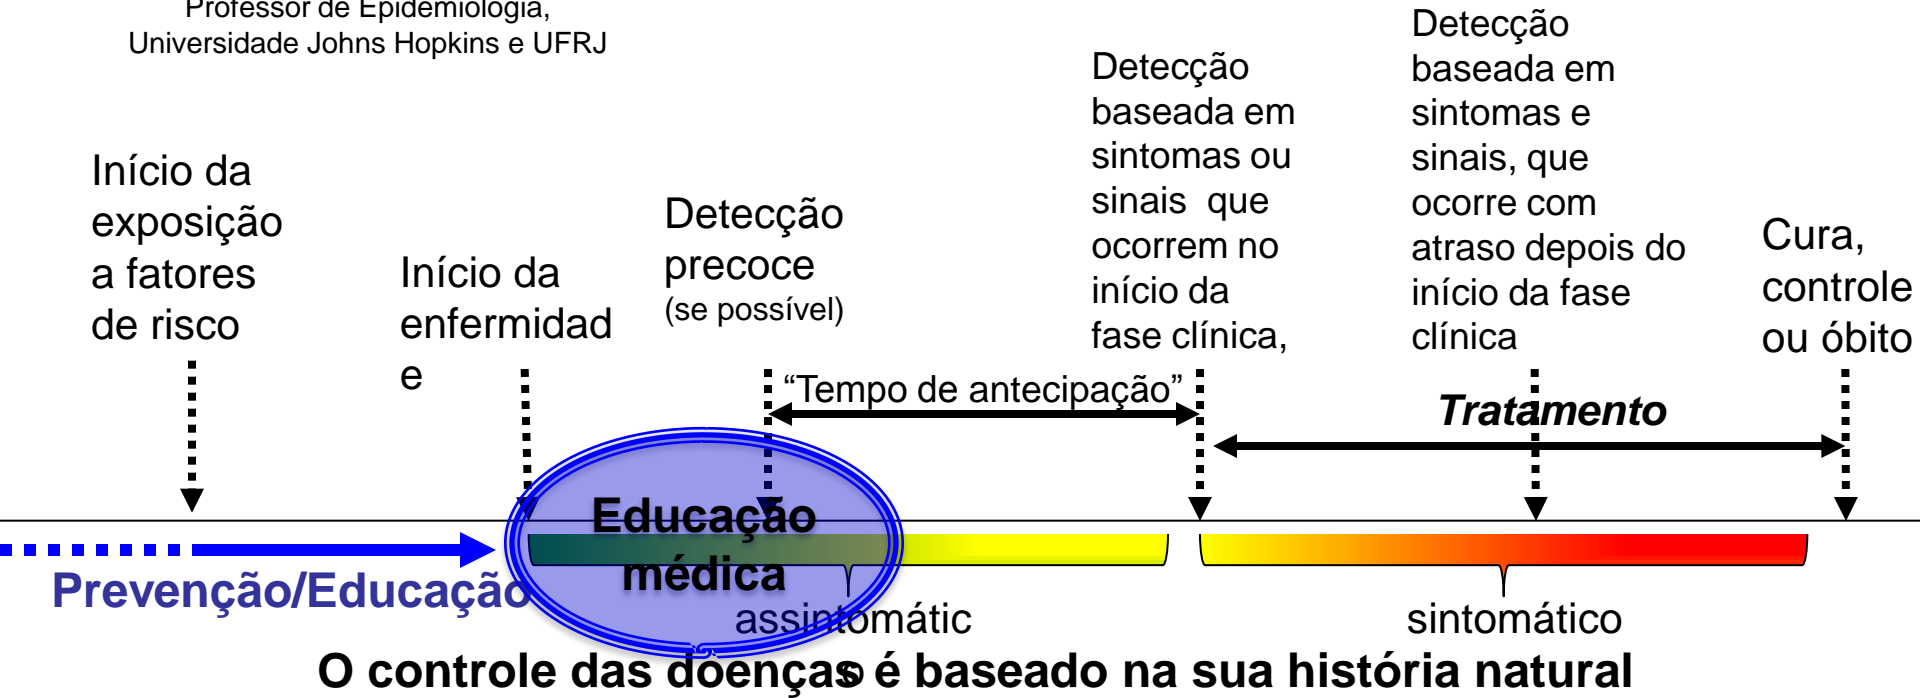 Professor de Epidemiologia,
Universidade Johns Hopkins e UFRJ
Início da
exposição
a fatores
de risco
Início da
enfermidad
e
Detecção
precoce
(se possível)
Detecção
baseada em
sintomas ou
sinais que
ocorrem no
início da
fase clínica,
Detecção
baseada em
sintomas e
sinais, que
ocorre com
atraso depois do
início da fase
clínica
Cura,
controle
ou óbito
“Tempo de antecipação”
Tratamento
Educação
médica
Prevenção/Educação
assintomátic
o
sintomático
O controle das doenças é baseado na sua história natural